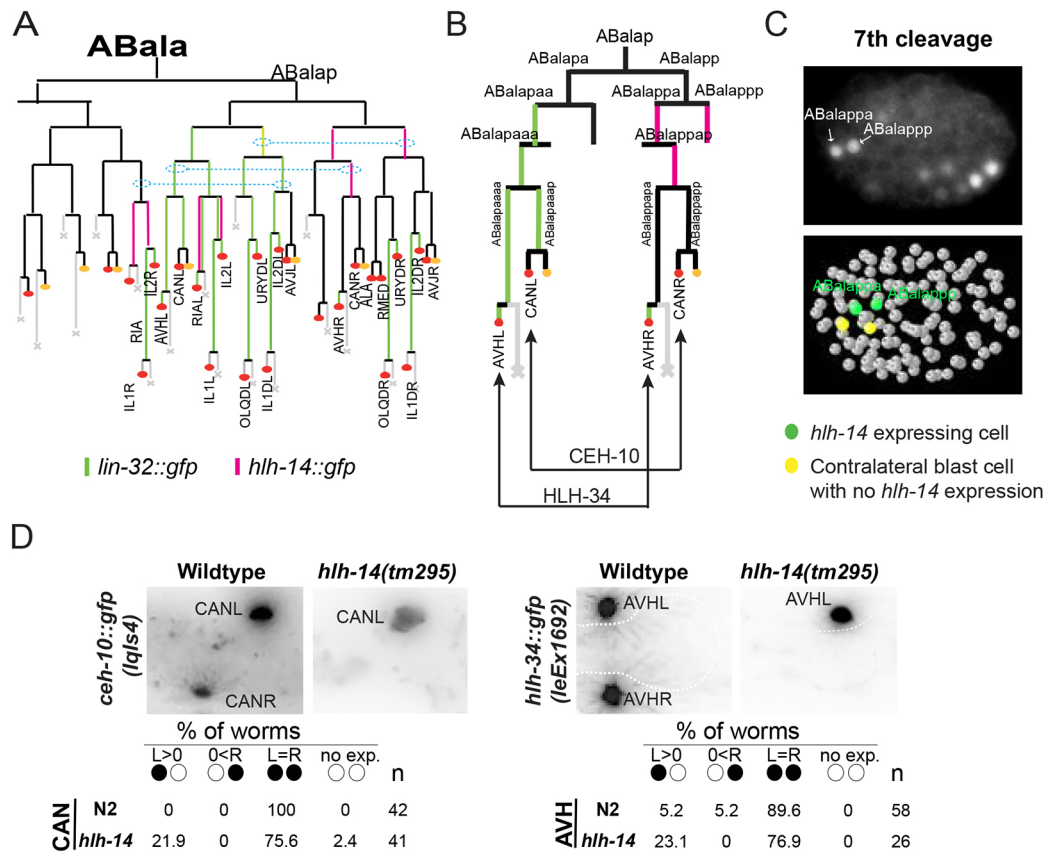 A
ABala
ABalap
RIA
IL1R
IL2R
AVHL
CANL
RIAL
IL1L
IL2L
OLQDL
URYDL
IL1DL
IL2DL
AVJL
AVHR
CANR
ALA
RMED
OLQDR
URYDR
IL1DR
IL2DR
AVJR
lin-32::gfp hlh-14::gfp
B
ABalap
ABalapa ABalapp
ABalapaa ABalappa ABalappp
ABalapaaa ABalappap
ABalapaaaa
ABalapaaap
ABalappap
ABalappapp
AVHL
CANL
AVHR
CANR
CEH-10
HLH-34
C
7th cleavage
ABalappa
ABalappp
ABalappa
ABalappp
hlh-14 expressing cell
Contralateral blast cell
with no hlh-14 expression
D
Wildtype hlh-14(tm295)
ceh-10::gfp
(lqIs4)
CANL
CANR
CANL
% of worms
L>0 0<R L=R no exp. n
CAN
N2 0 0 100 0 42
hlh-14 21.9 0 75.6 2.4 41
Wildtype hlh-14(tm295)
hlh-34::gfp
(leEx1692)
AVHL
AVHR
AVHL
% of worms
L>0 0<R L=R no exp. n
AVH
N2 5.2 5.2 89.6 0 58
hlh-14 23.1 0 76.9 0 26